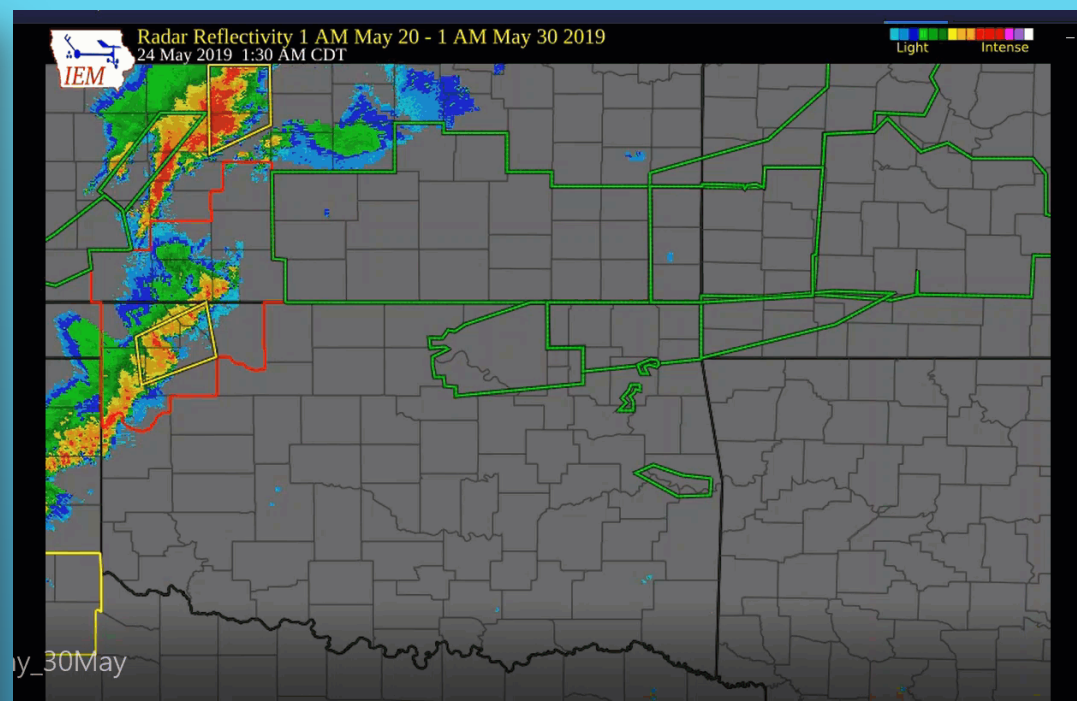 Radar Reflectivity 1 AM May 20 - 1 AM May 30 2019
24 May 2019 1:30 AM CDT
IEM
Light Intense
y_30May